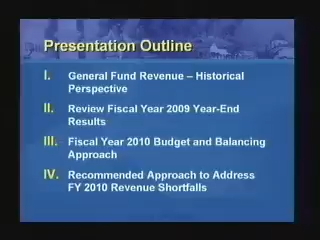 Presentation Outline
I. General Fund Revenue – Historical
Perspective
II. Review Fiscal Year 2009 Year-End
Results
III. Fiscal Year 2010 Budget and Balancing
Approach
IV. Recommended Approach to Address
FY 2010 Revenue Shortfalls